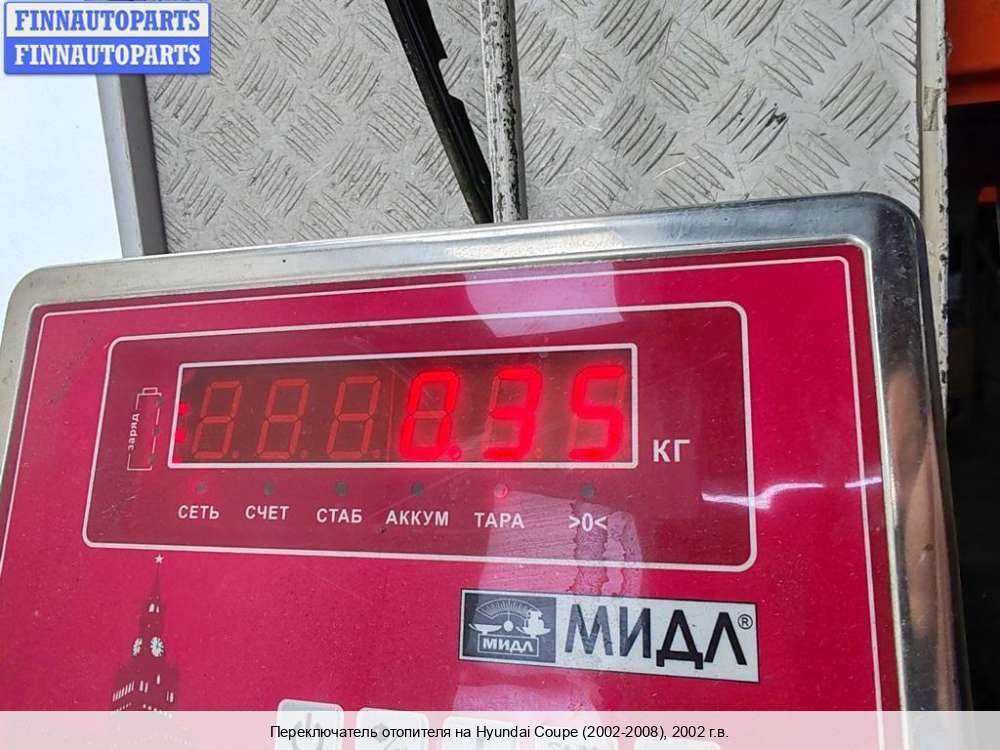 FINNAUTOPARTS
FINNAUTOPARTS
заряд
0.35
КГ
СЕТЬ СЧЕТ СТАБ АККУМ ТАРА >0<
МИДЛ
МИДЛ®
Переключатель отопителя на Hyundai Coupe (2002-2008), 2002 г.в.